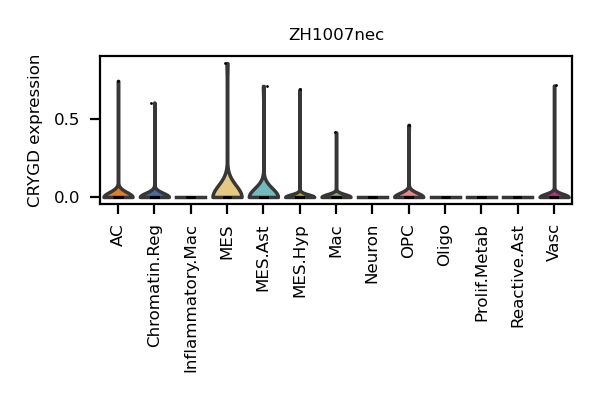 ZH1007nec
CRYGD expression
0.5
0.0
AC
Chromatin.Reg
Inflammatory.Mac
MES
MES.Ast
MES.Hyp
Mac
Neuron
OPC
Oligo
Prolif.Metab
Reactive.Ast
Vasc